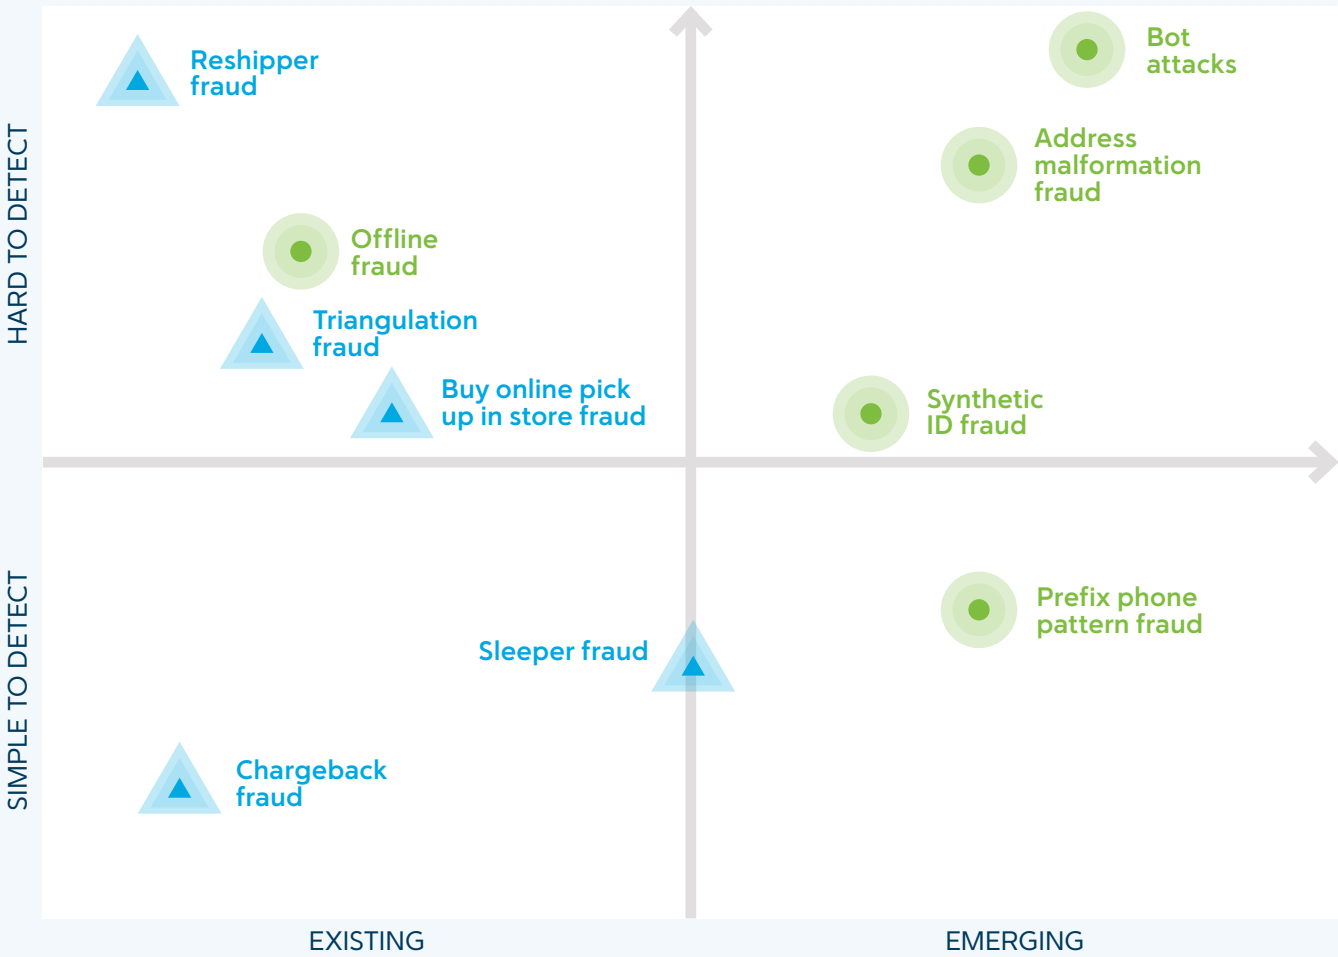 Reshipper
fraud
Bot
attacks
Address
malformation
fraud
HARD TO DETECT
Offline
fraud
Triangulation
fraud
Buy online pick
up in store fraud
Synthetic
ID fraud
SIMPLE TO DETECT
Prefix phone
pattern fraud
Sleeper fraud
Chargeback
fraud
EXISTING
EMERGING